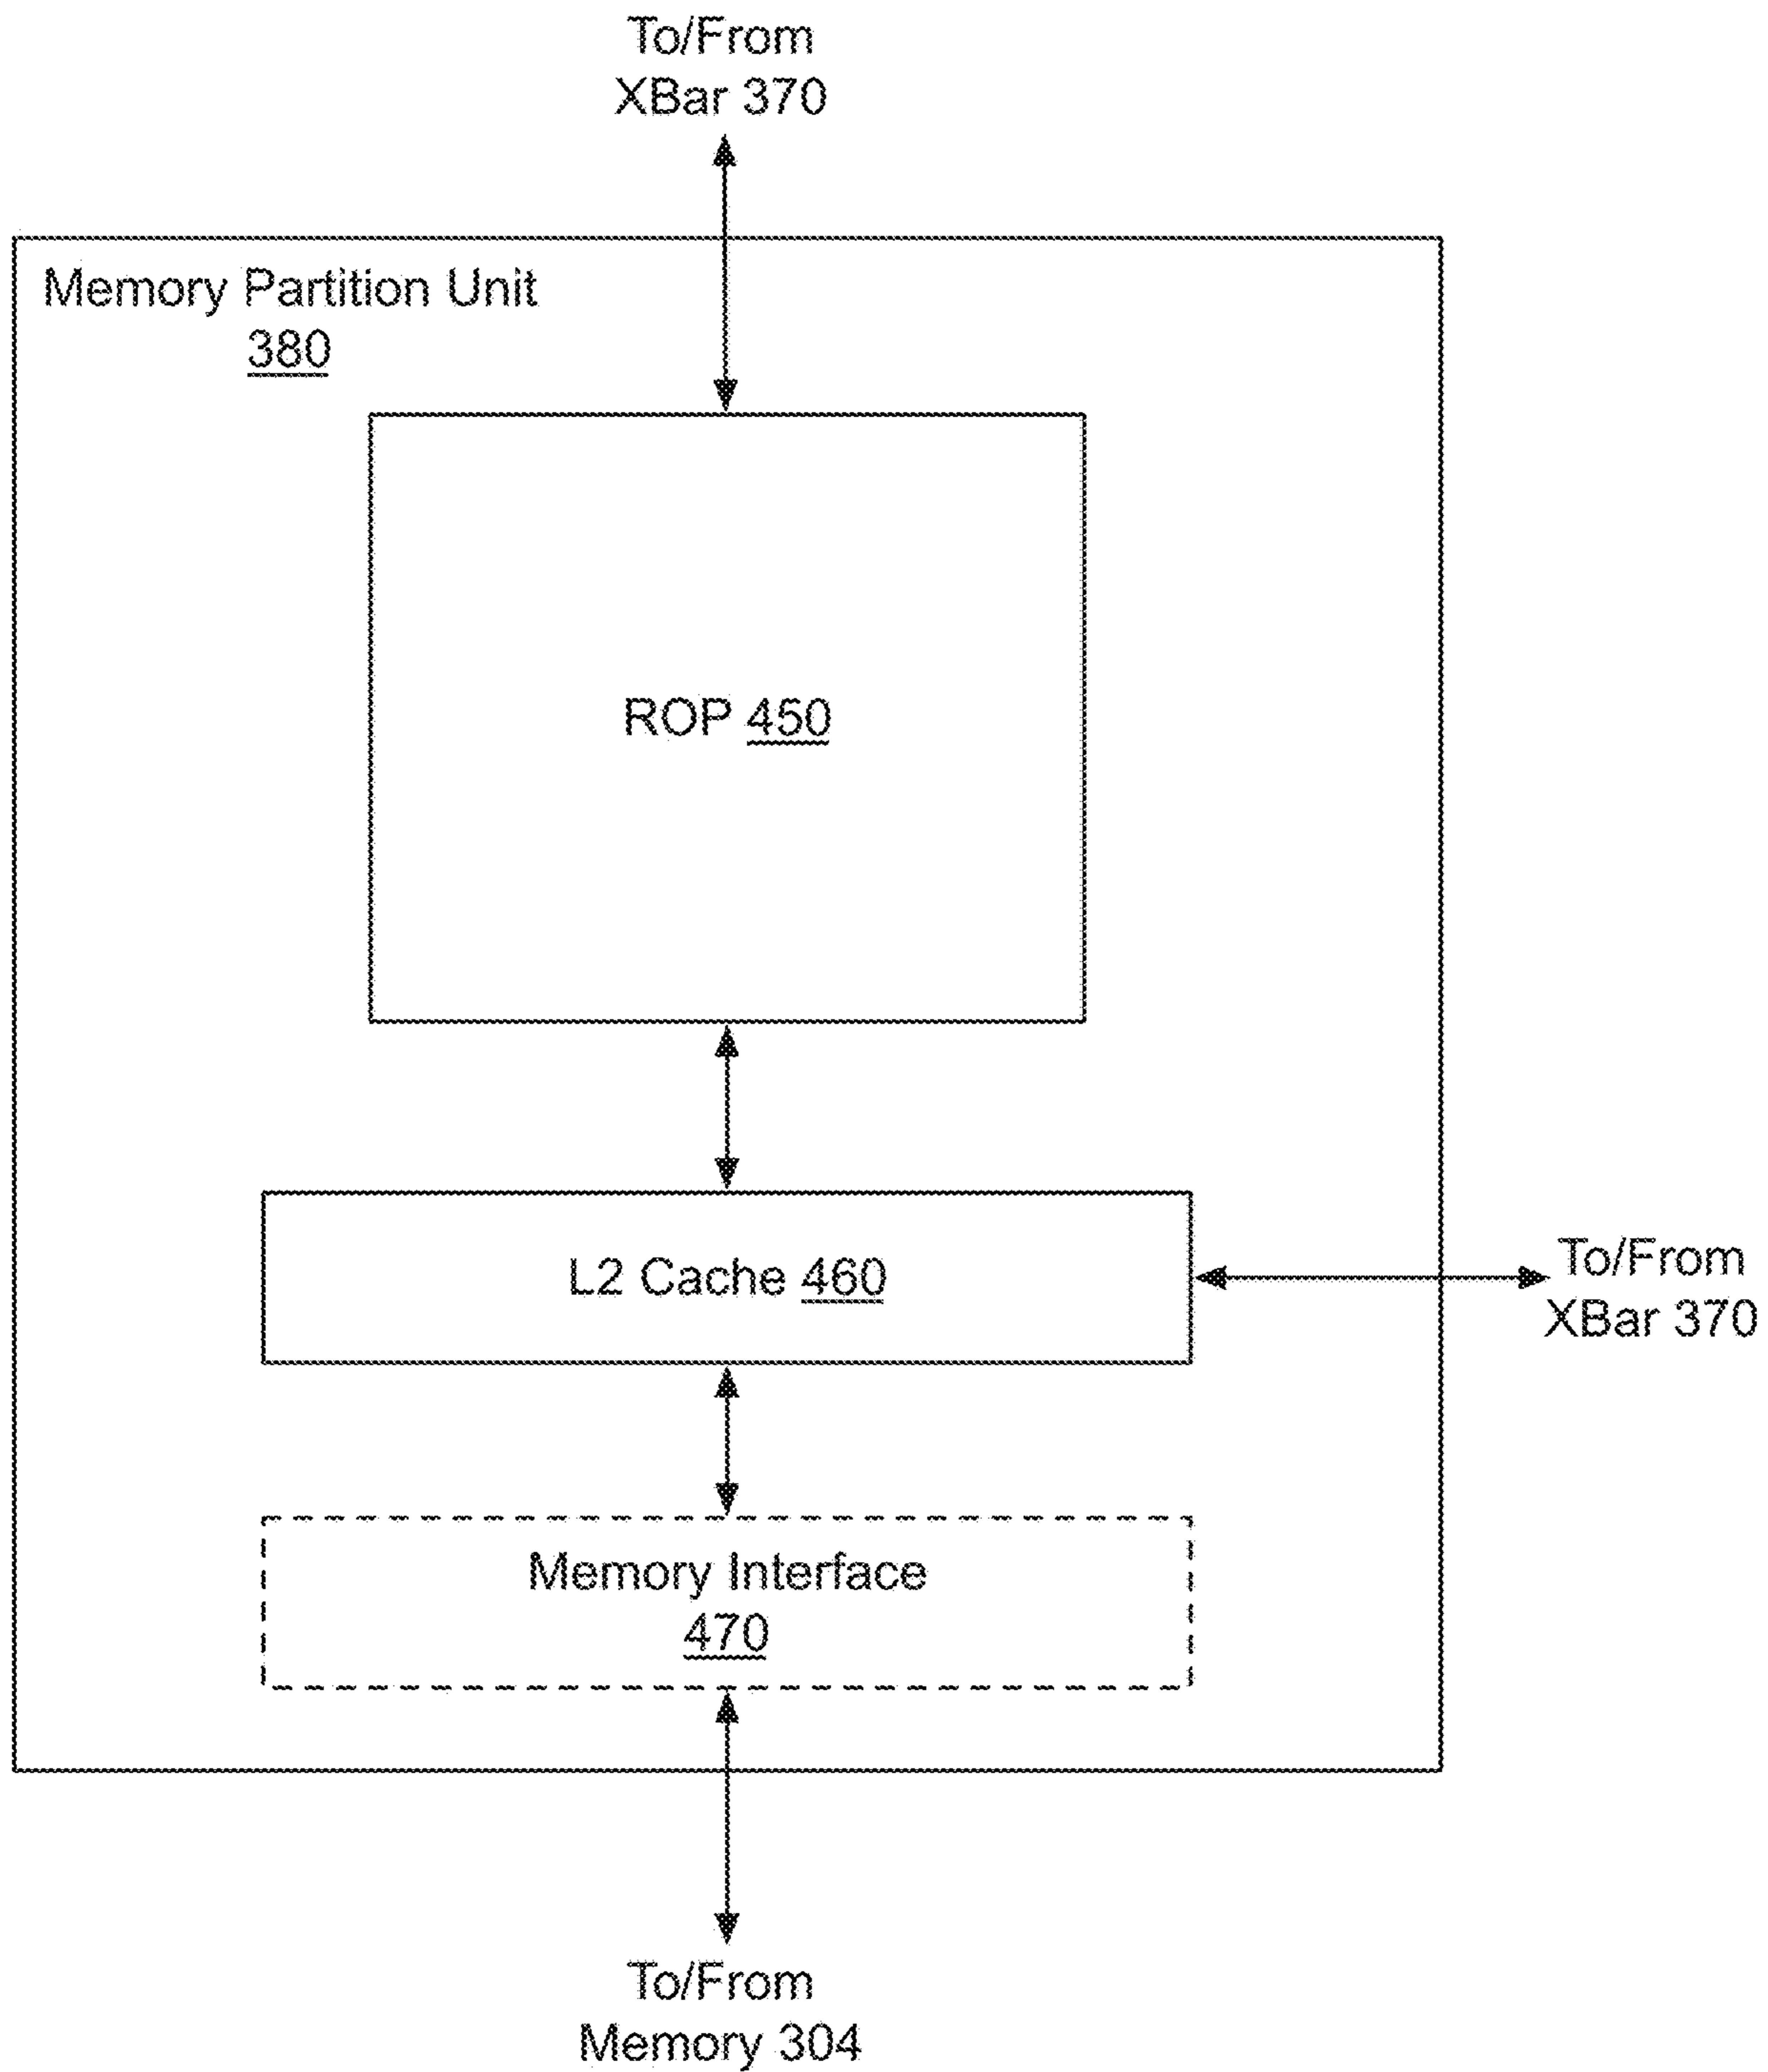 To/From
XBar 370
Memory Partition Unit
380
ROP 450
L2 Cache 460
To/From
XBar 370
Memory Interface
470
To/From
Memory 304